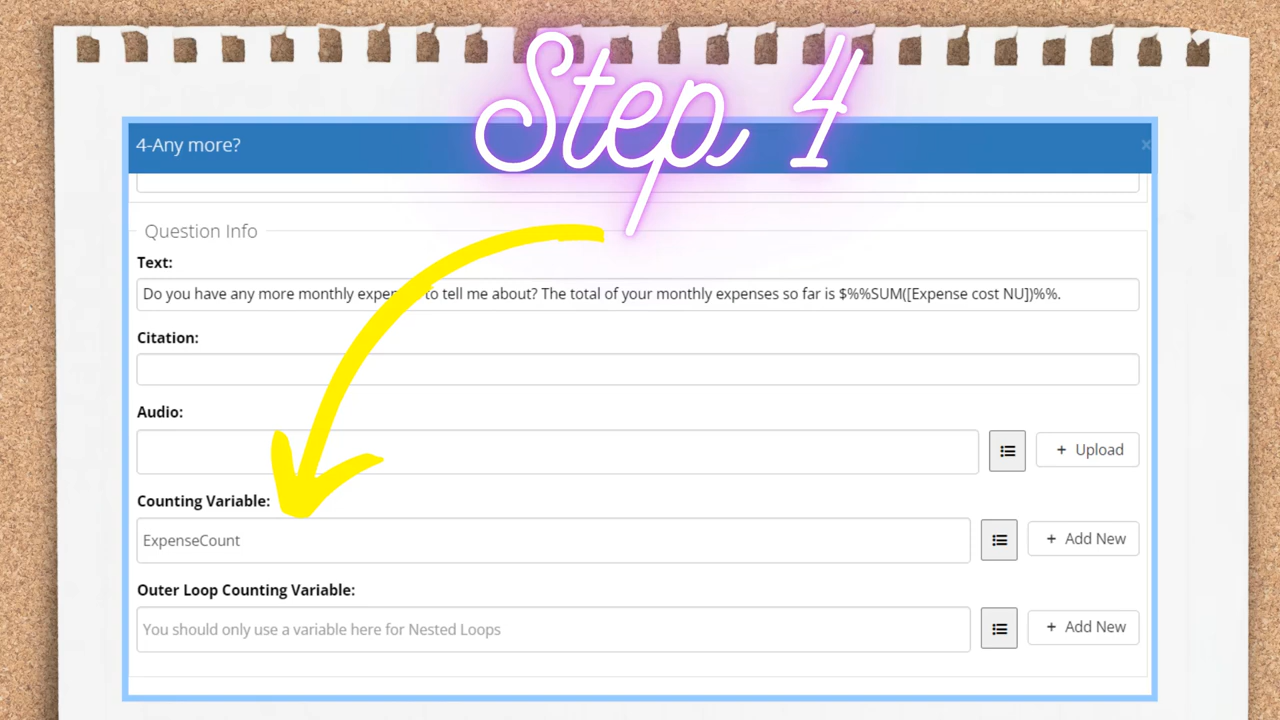 Step 4
4-Any more?
×
Question Info
Text:
Do you have any more monthly expenses to tell me about? The total of your monthly expenses so far is $%%SUM([Expense cost NU])%%.
Citation:
Audio:
+ Upload
Counting Variable:
ExpenseCount
+ Add New
Outer Loop Counting Variable:
You should only use a variable here for Nested Loops
+ Add New